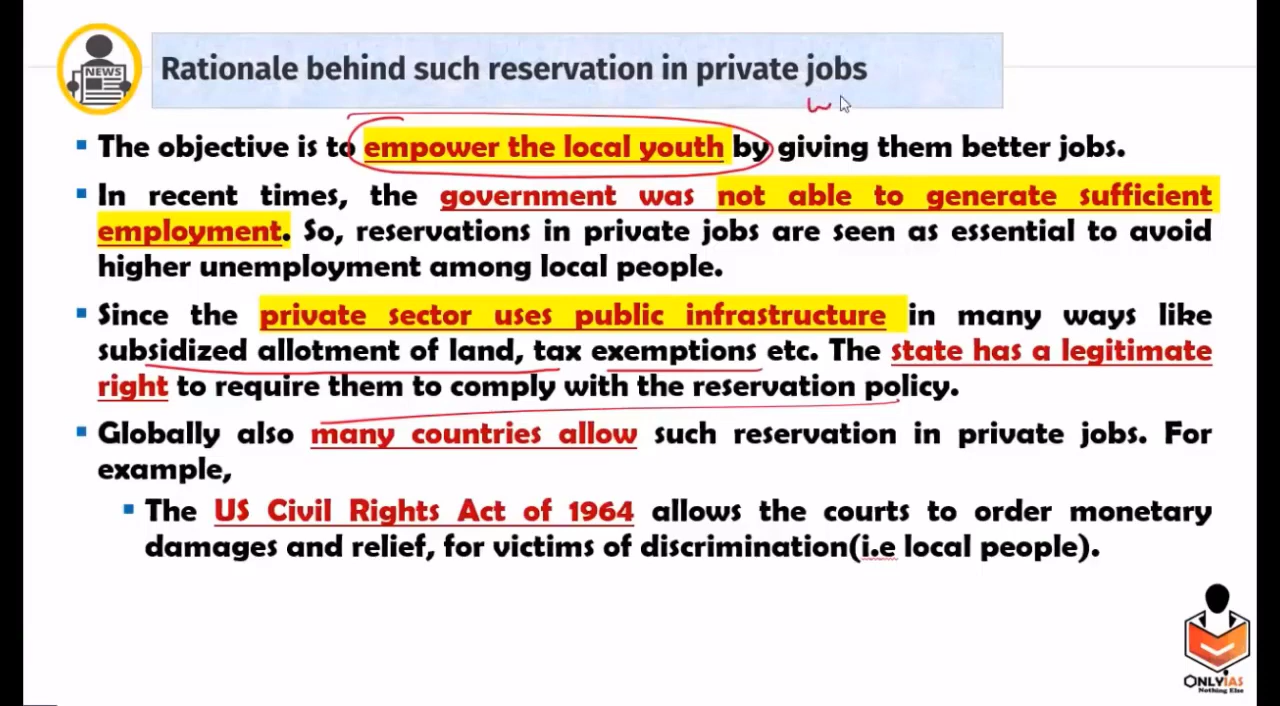 NEWS
Rationale behind such reservation in private jobs
▪ The objective is to empower the local youth by giving them better jobs.
▪ In recent times, the government was not able to generate sufficient
employment. So, reservations in private jobs are seen as essential to avoid
higher unemployment among local people.
▪ Since the private sector uses public infrastructure in many ways like
subsidized allotment of land, tax exemptions etc. The state has a legitimate
right to require them to comply with the reservation policy.
▪ Globally also many countries allow such reservation in private jobs. For
example,
▪ The US Civil Rights Act of 1964 allows the courts to order monetary
damages and relief, for victims of discrimination(i.e local people).
ONLYIAS
Nothing Else